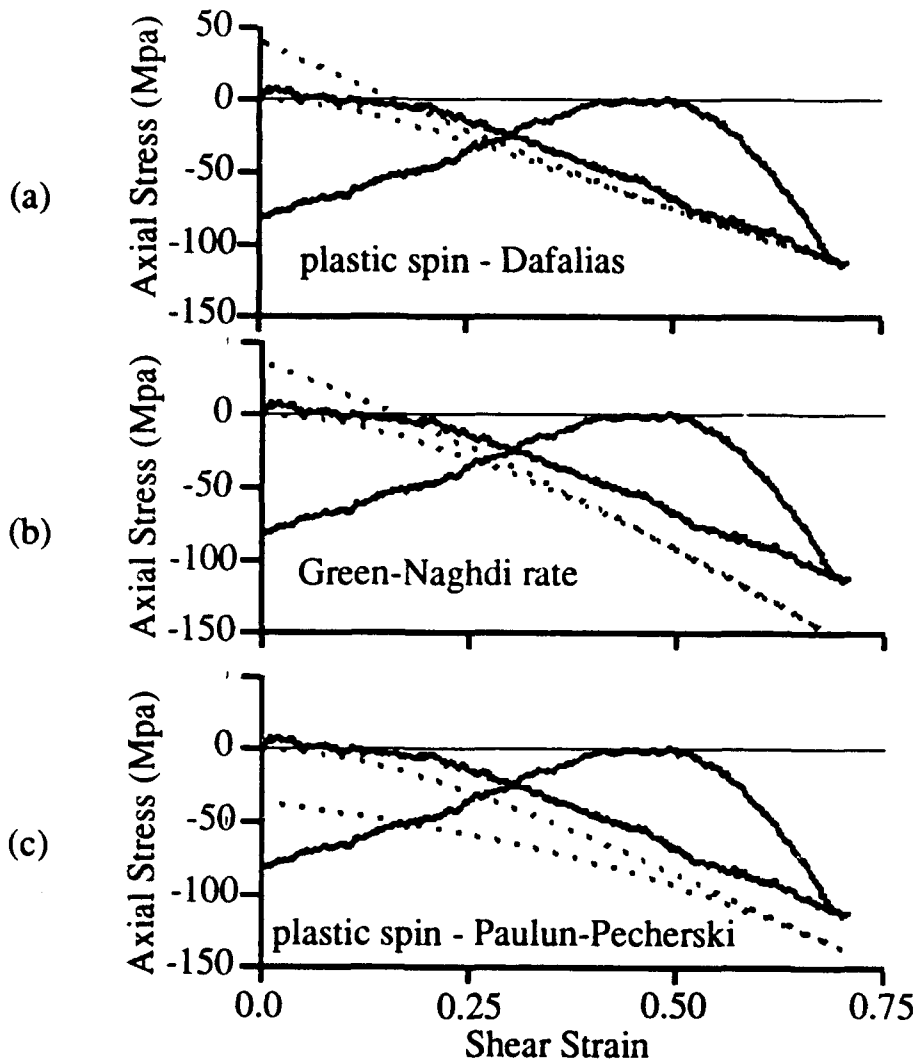 (a)
Axial Stress (Mpa)
50
0
-50
-100
-150
plastic spin - Dafalias
(b)
Axial Stress (Mpa)
0
-50
-100
-150
Green-Naghdi rate
(c)
Axial Stress (Mpa)
0
-50
-100
-150
plastic spin - Paulun-Pecherski
0.0
0.25
0.50
0.75
Shear Strain